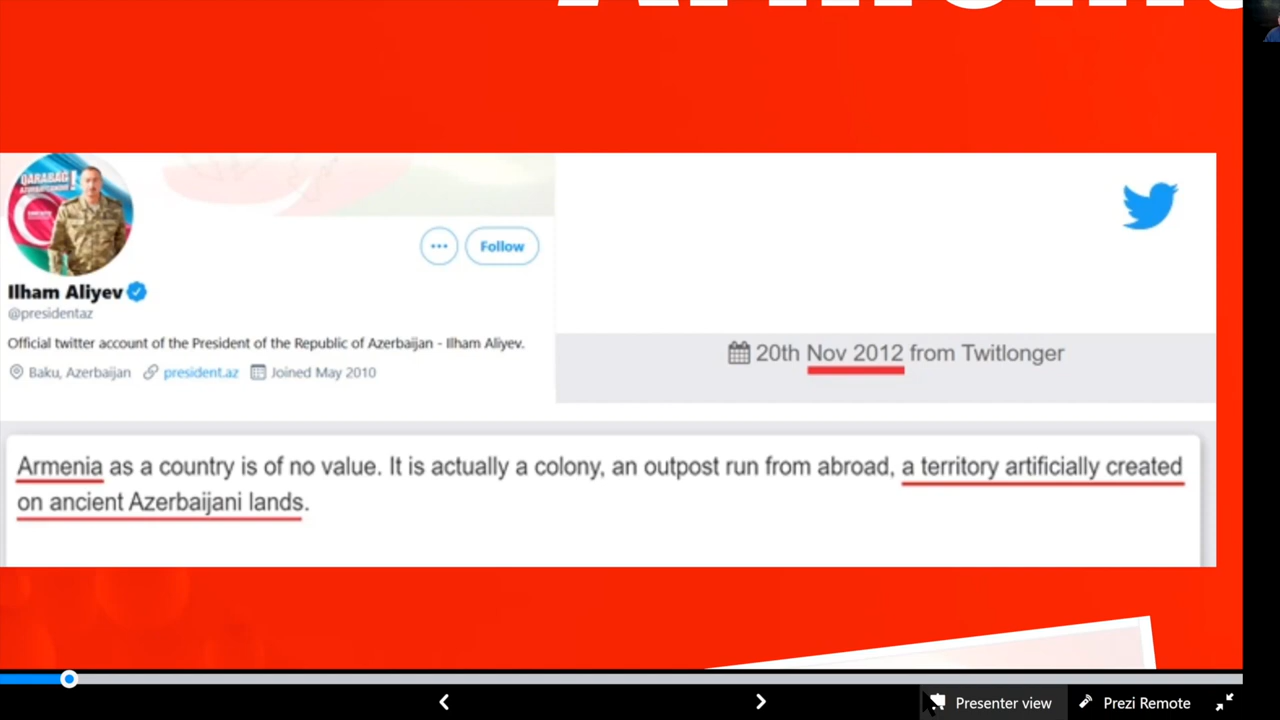 QARABAĞ
Ilham Aliyev
@presidentaz
Official twitter account of the President of the Republic of Azerbaijan - Ilham Aliyev.
Baku, Azerbaijan president.az Joined May 2010
Follow
20th Nov 2012 from Twitlonger
Armenia as a country is of no value. It is actually a colony, an outpost run from abroad, a territory artificially created
on ancient Azerbaijani lands.
Presenter view Prezi Remote